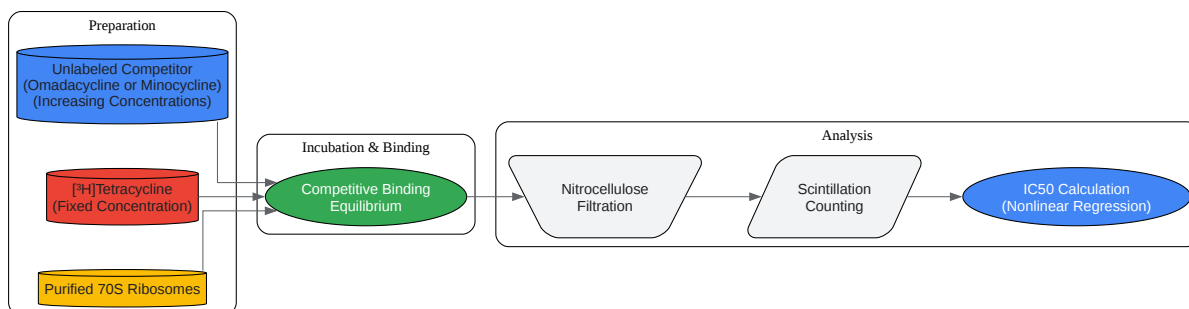 Preparation
Unlabeled Competitor
(Omadacycline or Minocycline)
(Increasing Concentrations)
[³H]Tetracycline
(Fixed Concentration)
Purified 70S Ribosomes
Incubation & Binding
Competitive Binding
Equilibrium
Analysis
Nitrocellulose
Filtration
Scintillation
Counting
IC50 Calculation
(Nonlinear Regression)